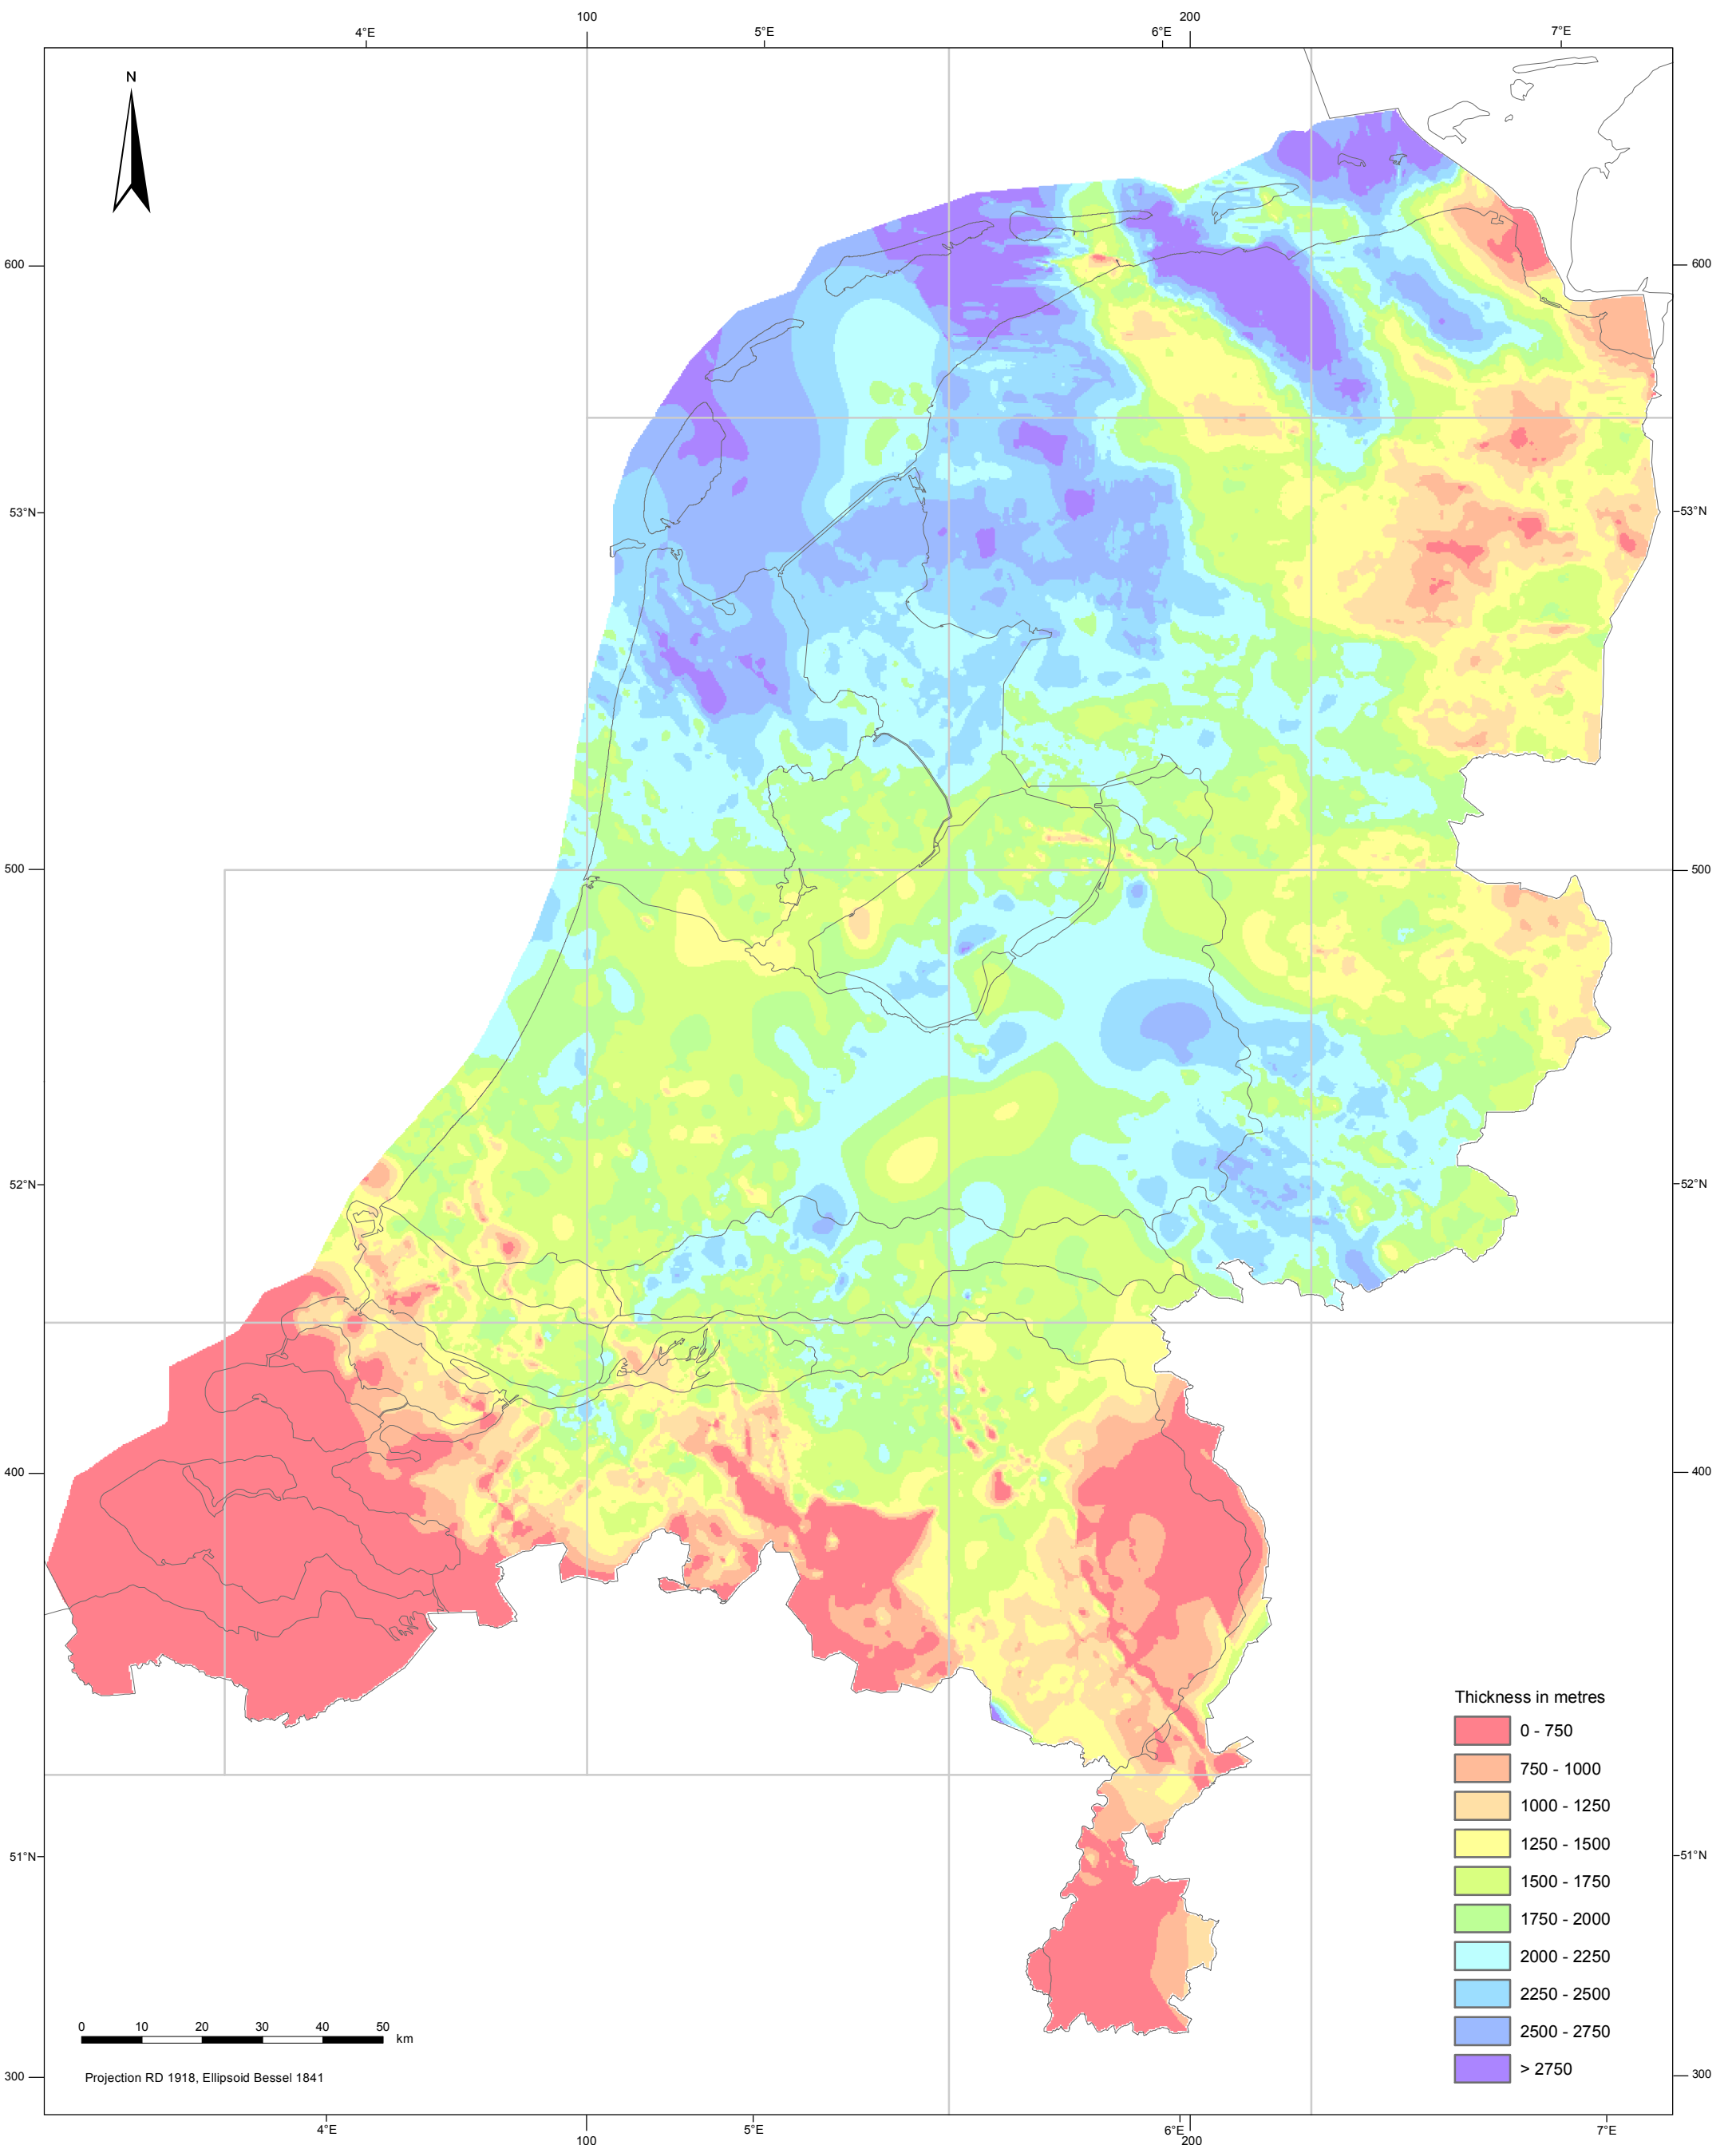 100
200
4°E
5°E
6°E
7°E
N
600
600
53°N
53°N
500
500
52°N
52°N
400
400
Thickness in metres
0 - 750
750 - 1000
1000 - 1250
1250 - 1500
1500 - 1750
1750 - 2000
2000 - 2250
2250 - 2500
2500 - 2750
> 2750
51°N
51°N
0 10 20 30 40 50
km
Projection RD 1918, Ellipsoid Bessel 1841
300
300
4°E
5°E
6°E
7°E
100
200